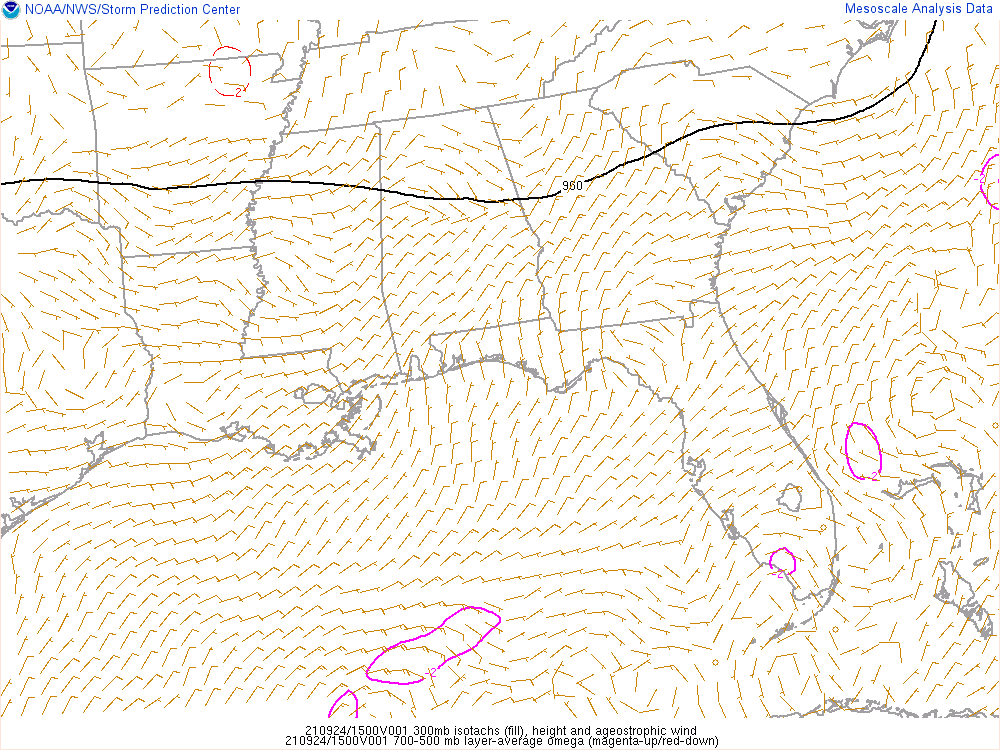 NOAA/NWS/Storm Prediction Center
Mesoscale Analysis Data
2
-2
960
-2
-2
-2
210924/1500V001 300mb isotachs (fill), height and ageostrophic wind
210924/1500V001 700-500 mb layer-average omega (magenta-up/red-down)